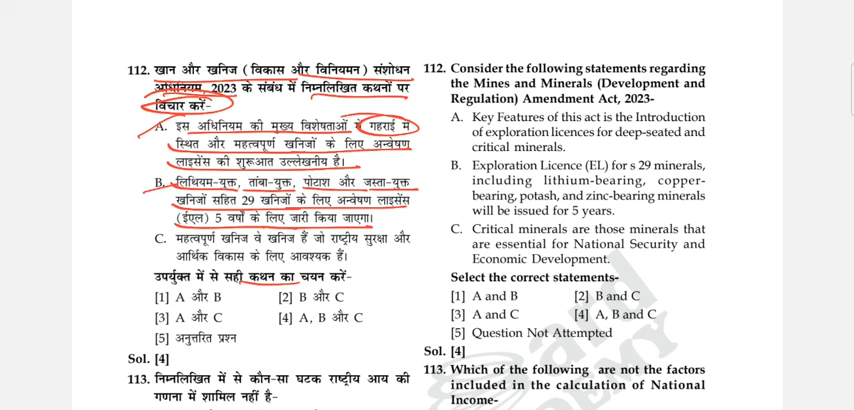 112. खान और खनिज (विकास और विनियमन) संशोधन
अधिनियम, 2023 के संबंध में निम्नलिखित कथनों पर
विचार करें-
A. इस अधिनियम की मुख्य विशेषताओं में गहराई में
स्थित और महत्वपूर्ण खनिजों के लिए अन्वेषण
लाइसेंस की शुरूआत उल्लेखनीय है।
B. लिथियम-युक्त, तांबा-युक्त, पोटाश और जस्ता-युक्त
खनिजों सहित 29 खनिजों के लिए अन्वेषण लाइसेंस
(ईएल) 5 वर्षों के लिए जारी किया जाएगा।
C. महत्वपूर्ण खनिज वे खनिज हैं जो राष्ट्रीय सुरक्षा और
आर्थिक विकास के लिए आवश्यक हैं।
उपर्युक्त में से सही कथन का चयन करें-
[1] A और B [2] B और C
[3] A और C [4] A, B और C
[5] अनुत्तरित प्रश्न
Sol. [4]
113. निम्नलिखित में से कौन-सा घटक राष्ट्रीय आय की
गणना में शामिल नहीं है-
112. Consider the following statements regarding
the Mines and Minerals (Development and
Regulation) Amendment Act, 2023-
A. Key Features of this act is the Introduction
of exploration licences for deep-seated and
critical minerals.
B. Exploration Licence (EL) for s 29 minerals,
including lithium-bearing, copper-
bearing, potash, and zinc-bearing minerals
will be issued for 5 years.
C. Critical minerals are those minerals that
are essential for National Security and
Economic Development.
Select the correct statements-
[1] A and B [2] B and C
[3] A and C [4] A, B and C
[5] Question Not Attempted
Sol. [4]
113. Which of the following are not the factors
included in the calculation of National
Income-